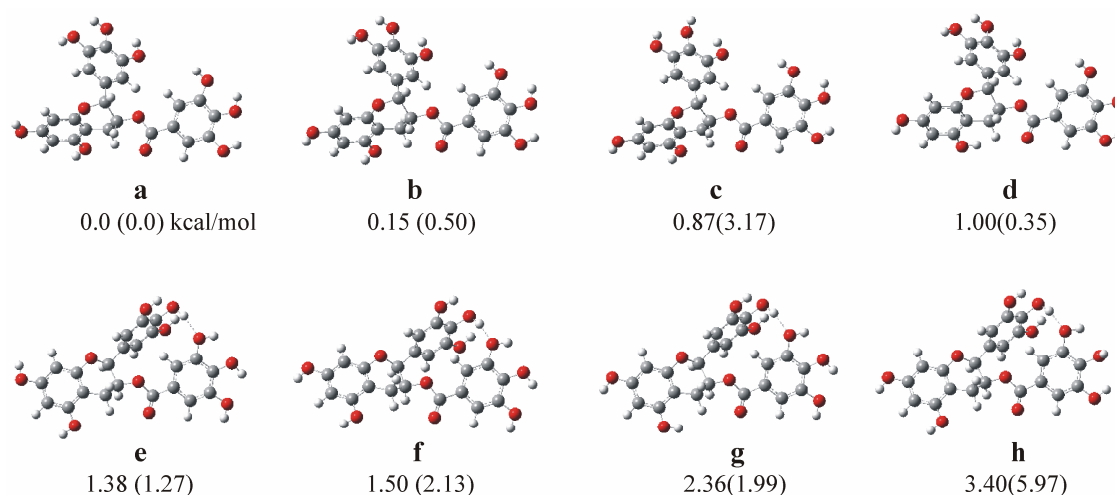 a b c d
0.0 (0.0) kcal/mol 0.15 (0.50) 0.87(3.17) 1.00(0.35)
e f g h
1.38 (1.27) 1.50 (2.13) 2.36(1.99) 3.40(5.97)